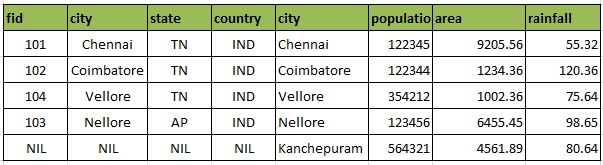 fid city state country city populatio area rainfall
101 Chennai TN IND Chennai 122345 9205.56 55.32
102 Coimbatore TN IND Coimbatore 122344 1234.36 120.36
104 Vellore TN IND Vellore 354212 1002.36 75.64
103 Nellore AP IND Nellore 123456 6455.45 98.65
NIL NIL NIL NIL Kanchepuram 564321 4561.89 80.64